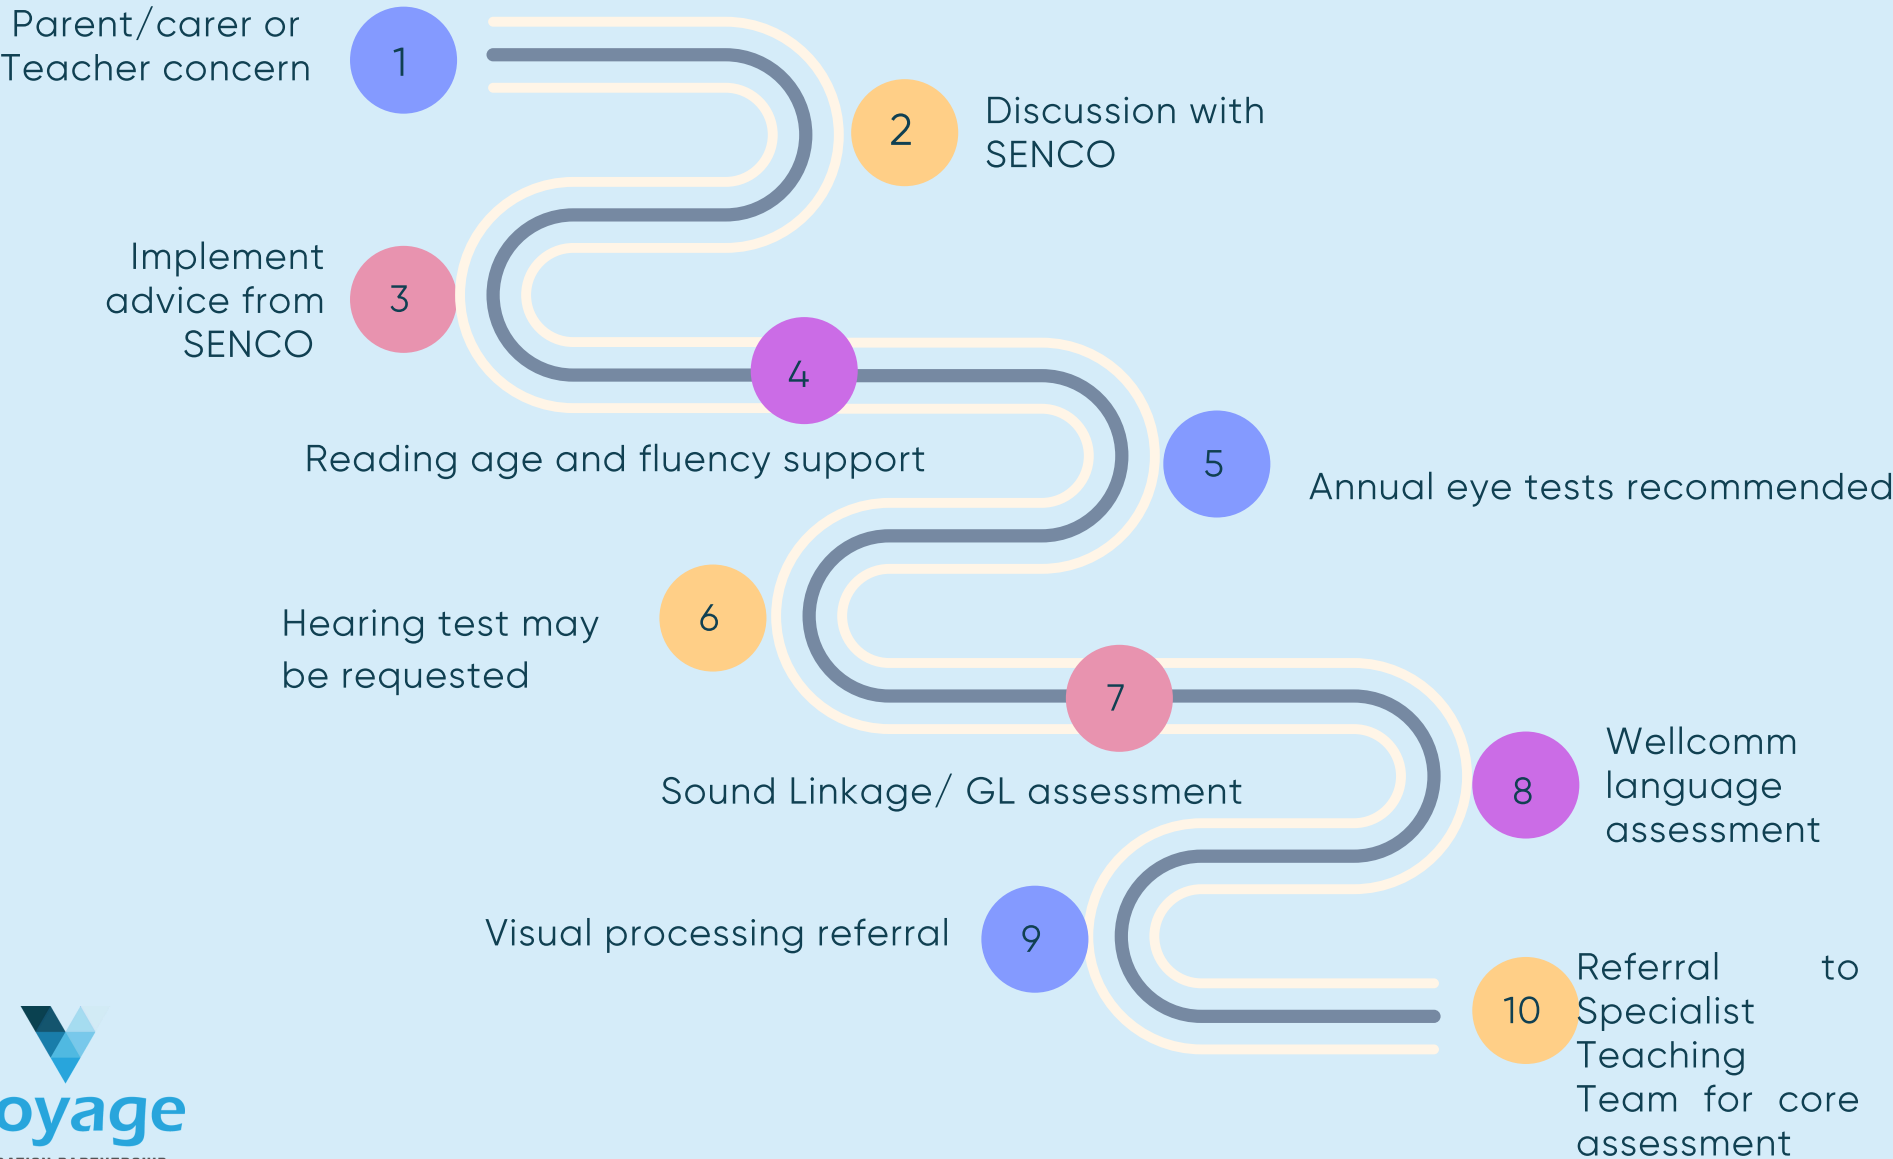 Parent/carer or
Teacher concern
1
2
Discussion with
SENCO
Implement
advice from
SENCO
3
4
Reading age and fluency support
5
Annual eye tests recommended
6
Hearing test may
be requested
7
Sound Linkage/ GL assessment
8
Wellcomm
language
assessment
Visual processing referral
9
10
Referral to
Specialist
Teaching
Team for core
assessment
oyage